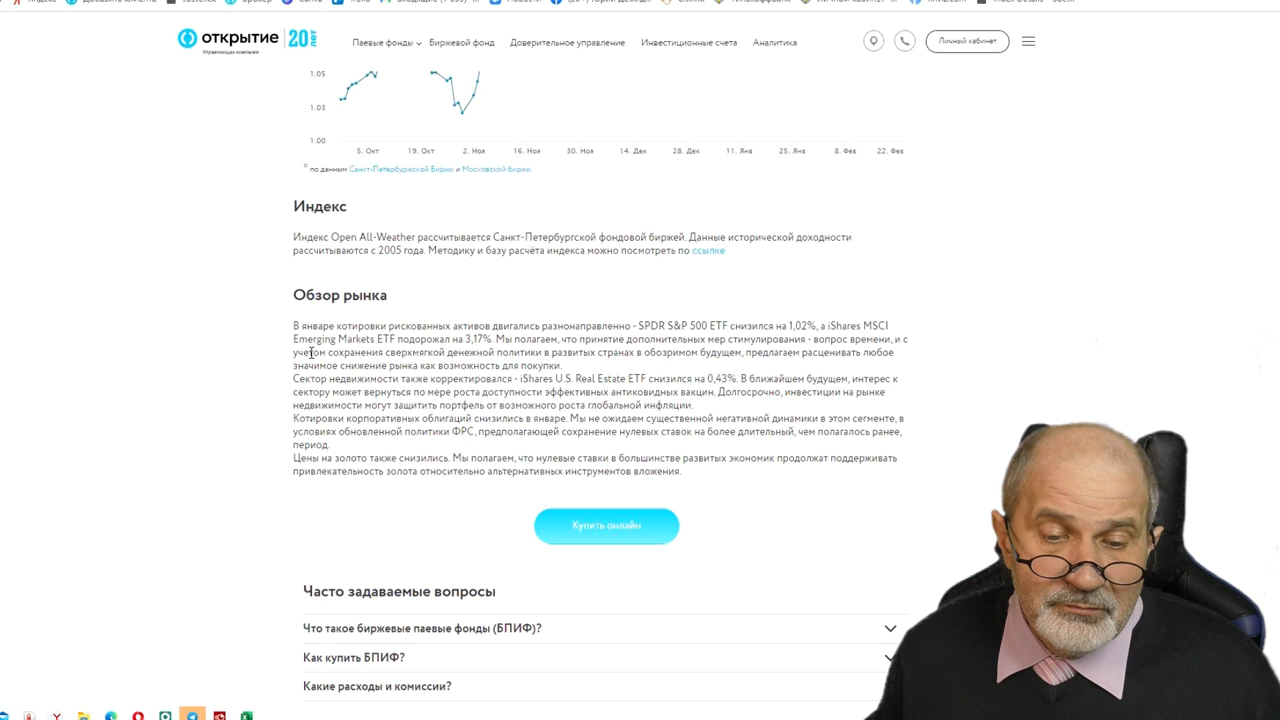 открытие 20 лет
Управляющая компания
Паевые фонды Биржевой фонд Доверительное управление Инвестиционные счета Аналитика Личный кабинет
1.05
1.03
1.00
5. Окт 19. Окт 2. Ноя 16. Ноя 30. Ноя 14. Дек 28. Дек 11. Янв 25. Янв 8. Фев 22. Фев
по данным Санкт-Петербуржской Биржи и Московской биржи.
Индекс
Индекс Open All-Weather рассчитывается Санкт-Петербургской фондовой биржей. Данные исторической доходности
рассчитываются с 2005 года. Методику и базу расчёта индекса можно посмотреть по ссылке
Обзор рынка
В январе котировки рискованных активов двигались разнонаправленно - SPDR S&P 500 ETF снизился на 1,02%, а iShares MSCI
Emerging Markets ETF подорожал на 3,17%. Мы полагаем, что принятие дополнительных мер стимулирования - вопрос времени, и с
учетом сохранения сверхмягкой денежной политики в развитых странах в обозримом будущем, предлагаем расценивать любое
значимое снижение рынка как возможность для покупки.
Сектор недвижимости также корректировался - iShares U.S. Real Estate ETF снизился на 0,43%. В ближайшем будущем, интерес к
сектору может вернуться по мере роста доступности эффективных антиковидных вакцин. Долгосрочно, инвестиции на рынке
недвижимости могут защитить портфель от возможного роста глобальной инфляции.
Котировки корпоративных облигаций снизились в январе. Мы не ожидаем существенной негативной динамики в этом сегменте, в
условиях обновленной политики ФРС, предполагающей сохранение нулевых ставок на более длительный, чем полагалось ранее,
период.
Цены на золото также снизились. Мы полагаем, что нулевые ставки в большинстве развитых экономик продолжат поддерживать
привлекательность золота относительно альтернативных инструментов вложения.
Купить онлайн
Часто задаваемые вопросы
Что такое биржевые паевые фонды (БПИФ)?
Как купить БПИФ?
Какие расходы и комиссии?